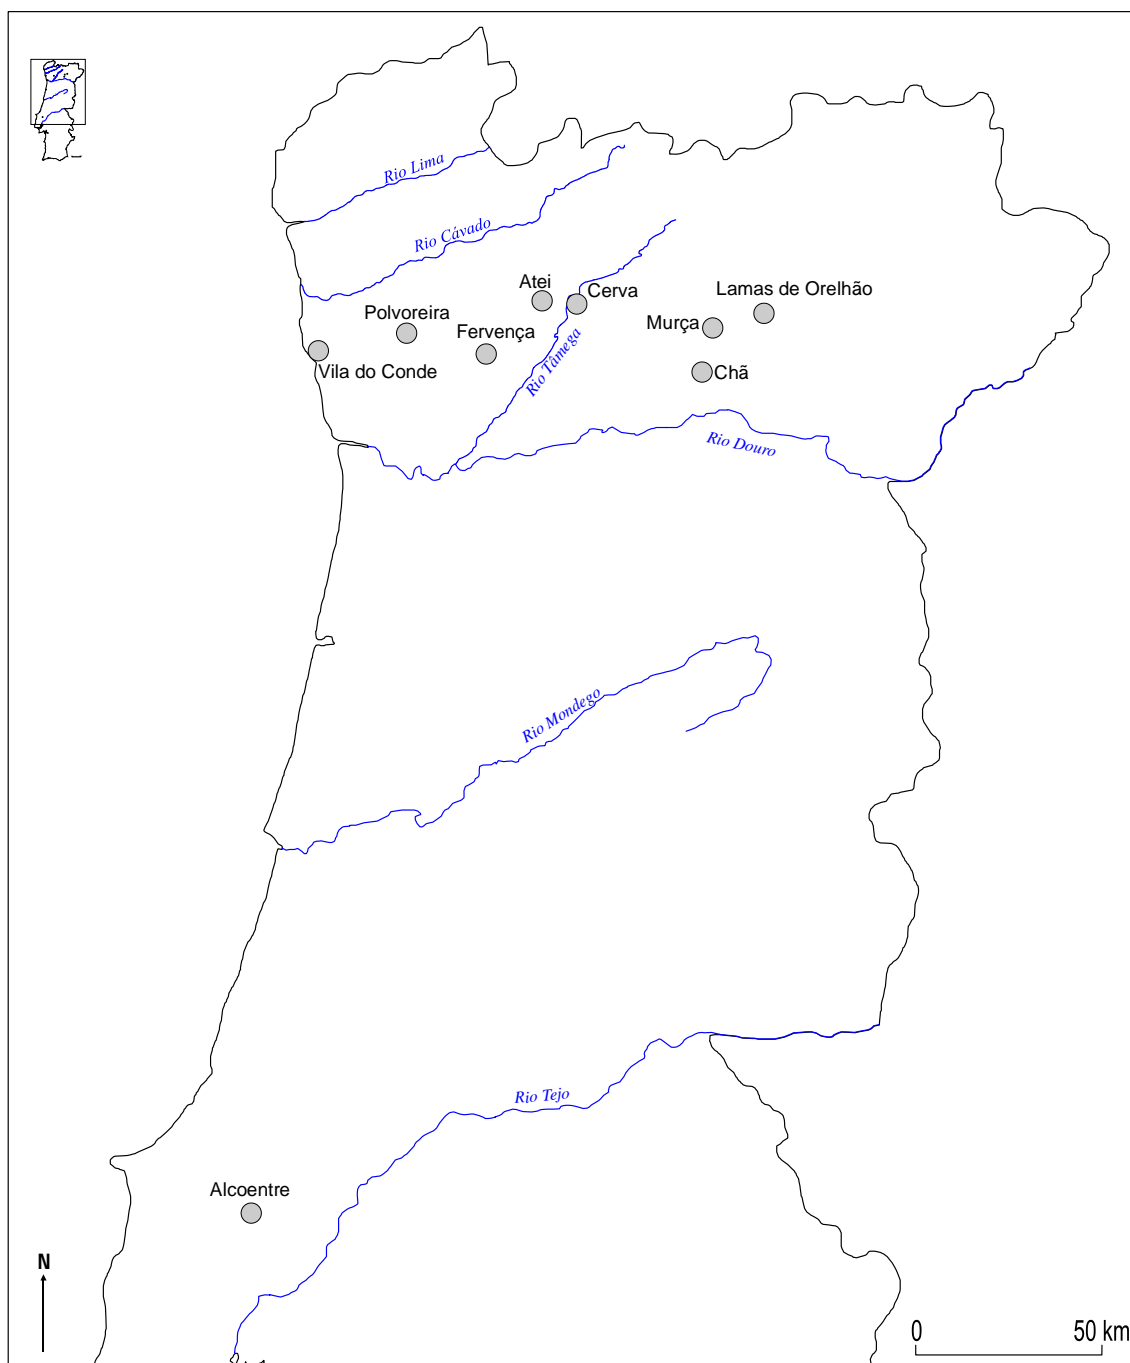 Rio Lima
Rio Cávado
Atei
Cerva
Lamas de Orelhão
Polvoreira
Fervença
Murça
Vila do Conde
Rio Tâmega
Chã
Rio Douro
Rio Mondego
Rio Tejo
Alcoentre
N
0 50 km